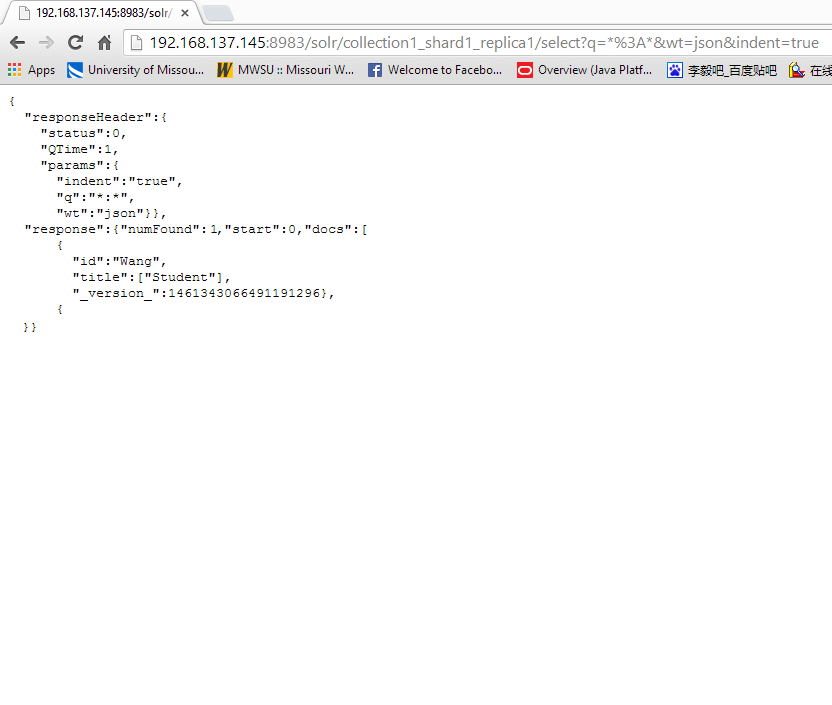 192.168.137.145:8983/solr/
192.168.137.145:8983/solr/collection1_shard1_replica1/select?q=*%3A*&wt=json&indent=true
Apps University of Missou... MWSU :: Missouri W... Welcome to Facebo... Overview (Java Platf... 李毅吧_百度贴吧 在线
{
"responseHeader":{
"status":0,
"QTime":1,
"params":{
"indent":"true",
"q":"*:*",
"wt":"json"}},
"response":{"numFound":1,"start":0,"docs":[
{
"id":"Wang",
"title":["Student"],
"_version_":1461343066491191296},
{
}}